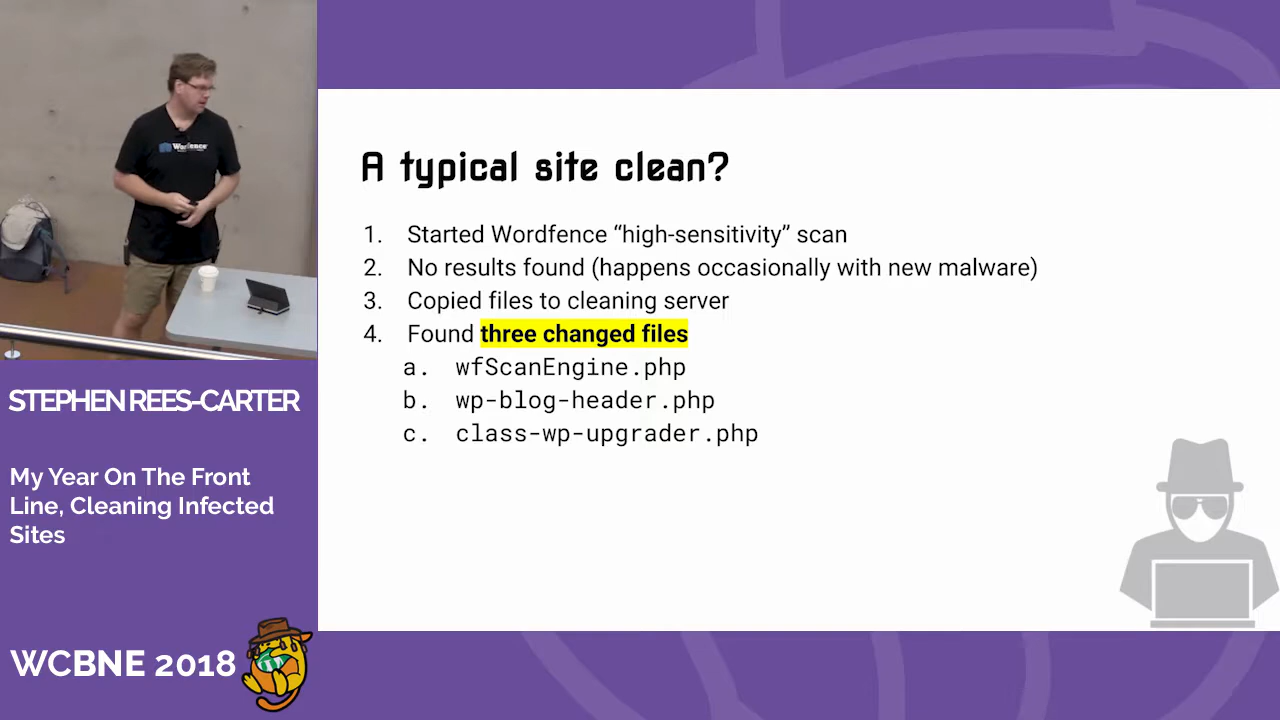 Wordfence
A typical site clean?
1. Started Wordfence “high-sensitivity” scan
2. No results found (happens occasionally with new malware)
3. Copied files to cleaning server
4. Found three changed files
a. wfScanEngine.php
b. wp-blog-header.php
c. class-wp-upgrader.php
STEPHEN REES-CARTER
My Year On The Front
Line, Cleaning Infected
Sites
WCBNE 2018